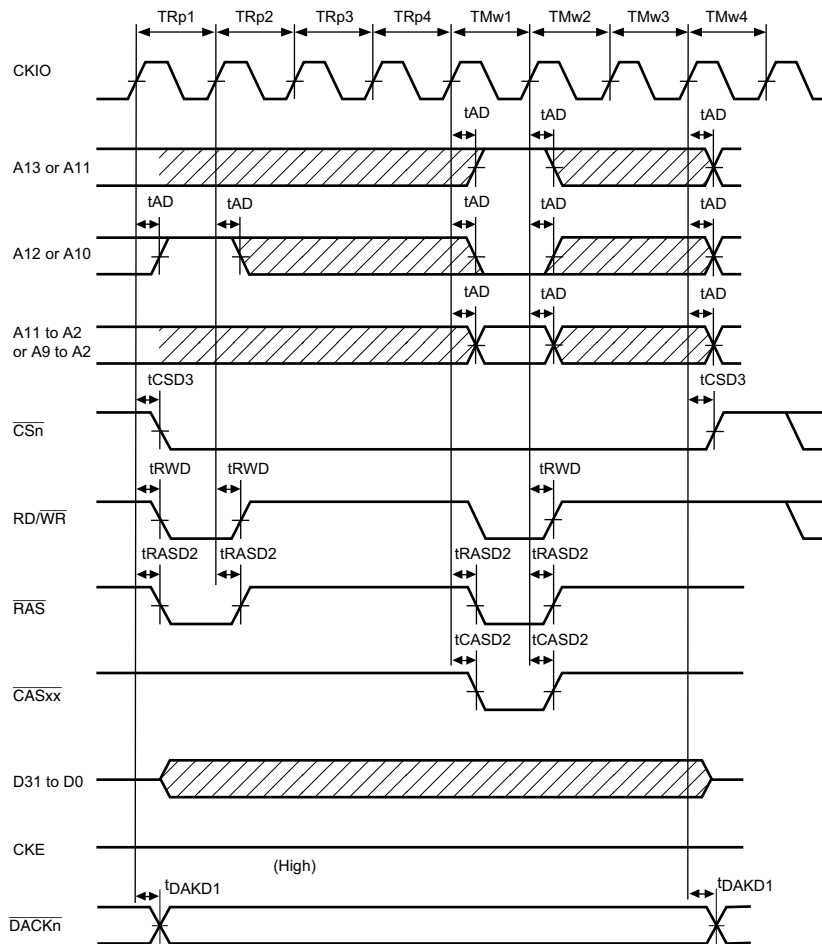 TRp1 TRp2 TRp3 TRp4 TMw1 TMw2 TMw3 TMw4
CKIO
tAD tAD tAD
A13 or A11
tAD tAD tAD tAD tAD
A12 or A10
tAD tAD tAD
A11 to A2
or A9 to A2
tCSD3 tCSD3
CSn
tRWD tRWD tRWD
RD/WR
tRASD2 tRASD2 tRASD2 tRASD2
RAS
tCASD2 tCASD2
CASxx
D31 to D0
CKE
(High)
tDAKD1 tDAKD1
DACKn